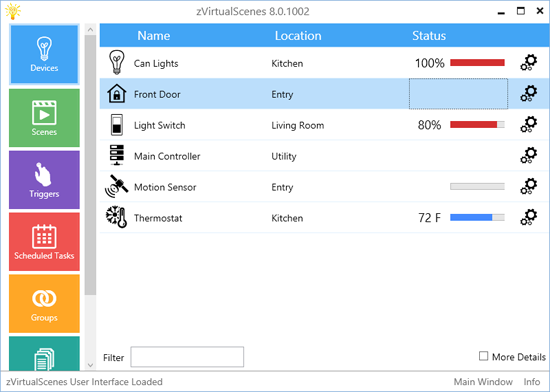 zVirtualScenes 8.0.1002
Devices
Scenes
Triggers
Scheduled Tasks
Groups
Name Location Status
Can Lights Kitchen 100%
Front Door Entry
Light Switch Living Room 80%
Main Controller Utility
Motion Sensor Entry
Thermostat Kitchen 72 F
Filter More Details
zVirtualScenes User Interface Loaded Main Window Info